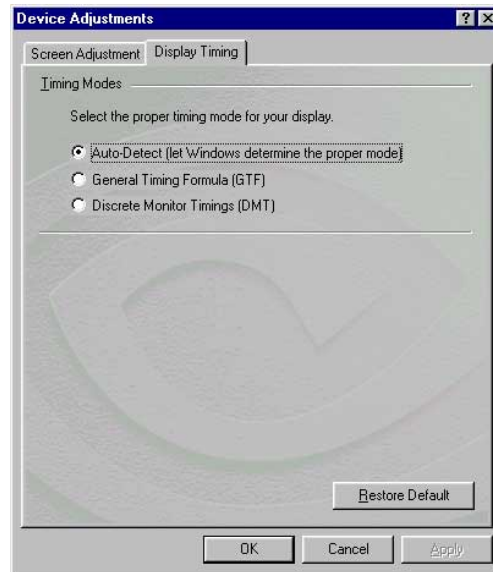 Device Adjustments
Screen Adjustment Display Timing
Timing Modes
Select the proper timing mode for your display.
Auto-Detect (let Windows determine the proper mode)
General Timing Formula (GTF)
Discrete Monitor Timings (DMT)
Restore Default
OK Cancel Apply